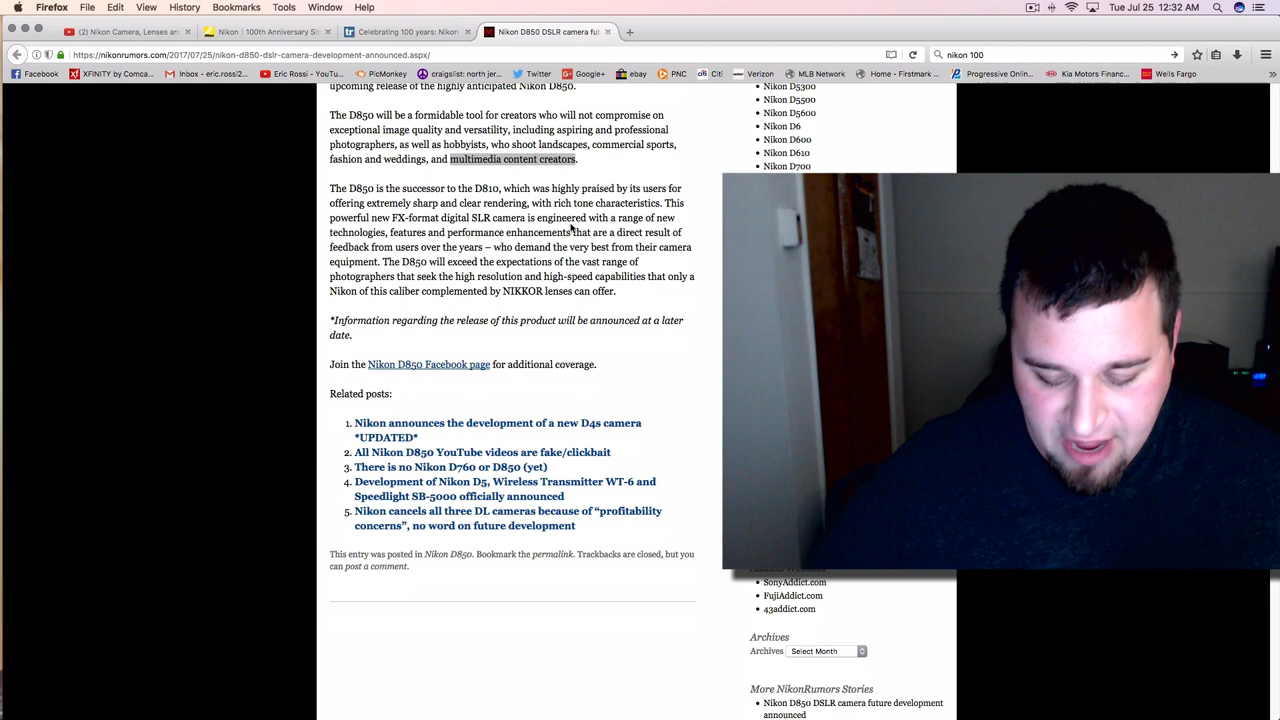 Firefox File Edit View History Bookmarks Tools Window Help Tue Jul 25 12:32 AM
(2) Nikon Camera, Lenses an Nikon | 100th Anniversary Si Celebrating 100 years: Nikon Nikon D850 DSLR camera fut
https://nikonrumors.com/2017/07/25/nikon-d850-dslr-camera-development-announced.aspx/ nikon 100
Facebook XFINITY by Comca... Inbox - eric.rossi2... Eric Rossi - YouTu... PicMonkey craigslist: north jer... Twitter Google+ ebay PNC Citi Verizon MLB Network Home - Firstmark ... Progressive Onlin... Kia Motors Financ... Wells Fargo
upcoming release of the highly anticipated Nikon D850.
The D850 will be a formidable tool for creators who will not compromise on
exceptional image quality and versatility, including aspiring and professional
photographers, as well as hobbyists, who shoot landscapes, commercial sports,
fashion and weddings, and multimedia content creators.
The D850 is the successor to the D810, which was highly praised by its users for
offering extremely sharp and clear rendering, with rich tone characteristics. This
powerful new FX-format digital SLR camera is engineered with a range of new
technologies, features and performance enhancements that are a direct result of
feedback from users over the years – who demand the very best from their camera
equipment. The D850 will exceed the expectations of the vast range of
photographers that seek the high resolution and high-speed capabilities that only a
Nikon of this caliber complemented by NIKKOR lenses can offer.
*Information regarding the release of this product will be announced at a later
date.
Join the Nikon D850 Facebook page for additional coverage.
Related posts:
1. Nikon announces the development of a new D4s camera
*UPDATED*
2. All Nikon D850 YouTube videos are fake/clickbait
3. There is no Nikon D760 or D850 (yet)
4. Development of Nikon D5, Wireless Transmitter WT-6 and
Speedlight SB-5000 officially announced
5. Nikon cancels all three DL cameras because of “profitability
concerns”, no word on future development
This entry was posted in Nikon D850. Bookmark the permalink. Trackbacks are closed, but you
can post a comment.
Nikon D5300
Nikon D5500
Nikon D5600
Nikon D6
Nikon D600
Nikon D610
Nikon D700
SonyAddict.com
FujiAddict.com
43addict.com
Archives
Archives Select Month
More NikonRumors Stories
Nikon D850 DSLR camera future development
announced